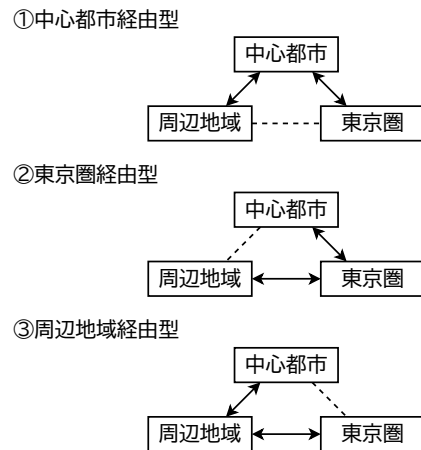 ①中心都市経由型
中心都市
周辺地域
東京圏
②東京圏経由型
中心都市
周辺地域
東京圏
③周辺地域経由型
中心都市
周辺地域
東京圏